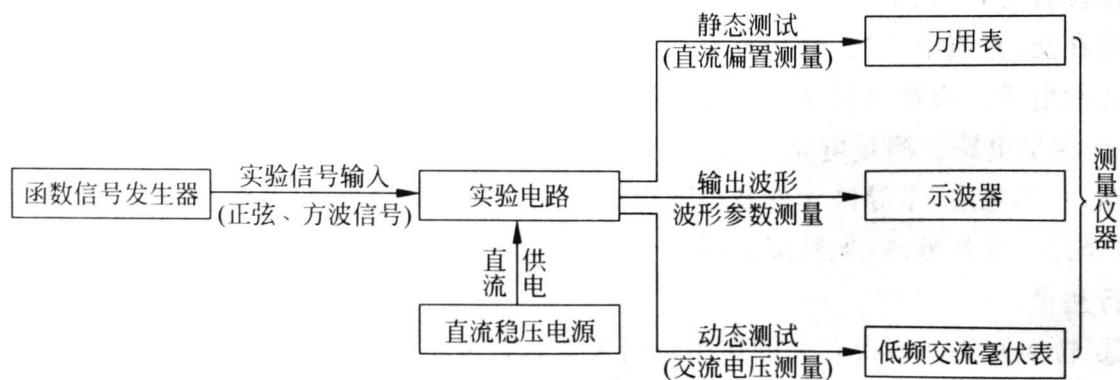 静态测试
(直流偏置测量)
万用表
函数信号发生器
实验信号输入
(正弦、方波信号)
实验电路
输出波形
波形参数测量
示波器
测量仪器
直流
供电
直流稳压电源
动态测试
(交流电压测量)
低频交流毫伏表